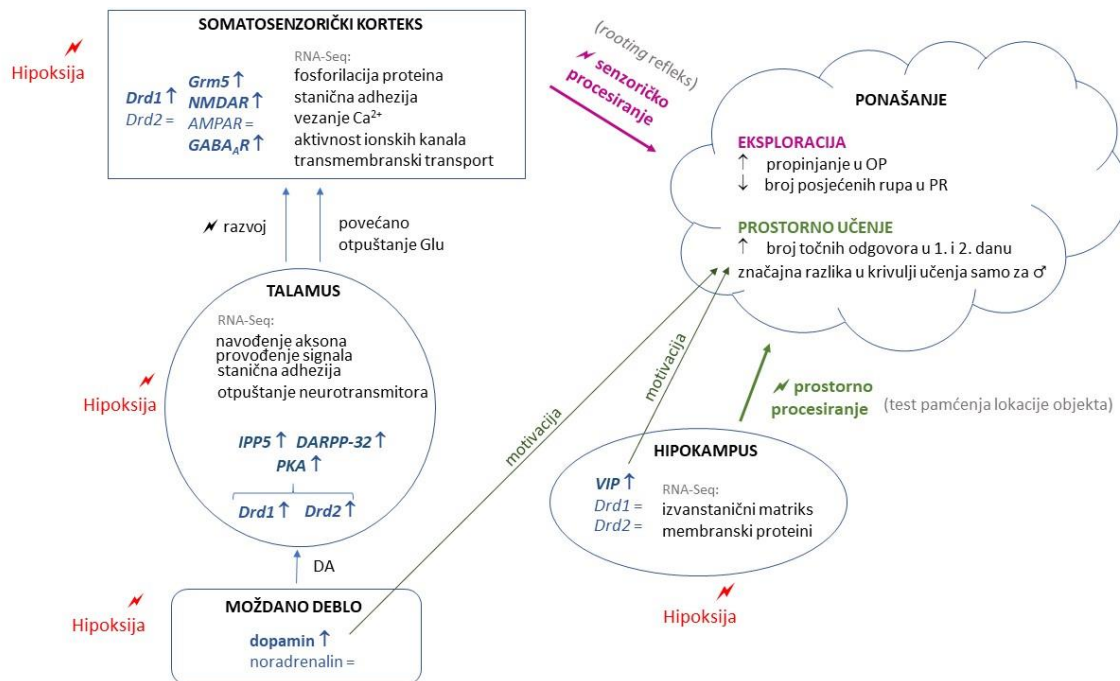 SOMATOSENZORIČKI KORTEKS
Hipoksija
Drd1 ↑
Drd2 =
Grm5 ↑
NMDAR ↑
AMPAR =
GABA_AR ↑
RNA-Seq:
fosforilacija proteina
stanična adhezija
vezanje Ca²⁺
aktivnost ionskih kanala
transmembranski transport
(rooting refleks)
senzoričko
procesiranje
PONAŠANJE
EKSPLORACIJA
↑ propinjanje u OP
↓ broj posjećenih rupa u PR
PROSTORNO UČENJE
↑ broj točnih odgovora u 1. i 2. danu
značajna razlika u krivulji učenja samo za ♂
razvoj
povećano
otpuštanje Glu
TALAMUS
RNA-Seq:
navođenje aksona
provođenje signala
stanična adhezija
otpuštanje neurotransmitora
Hipoksija
IPP5 ↑ DARPP-32 ↑
PKA ↑
Drd1 ↑ Drd2 ↑
DA
motivacija
motivacija
prostorno
procesiranje
(test pamćenja lokacije objekta)
HIPOKAMPUS
VIP ↑
Drd1 =
Drd2 =
RNA-Seq:
izvanstanični matriks
membranski proteini
Hipoksija
Hipoksija
MOŽDANO DEBLO
dopamin ↑
noradrenalin =